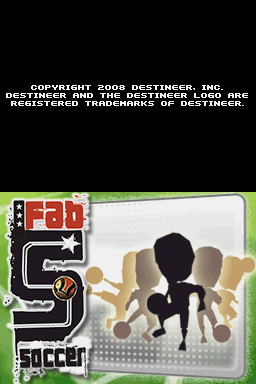 COPYRIGHT 2008 DESTINEER, INC.
DESTINEER AND THE DESTINEER LOGO ARE
REGISTERED TRADEMARKS OF DESTINEER.
Fab
5
soccer